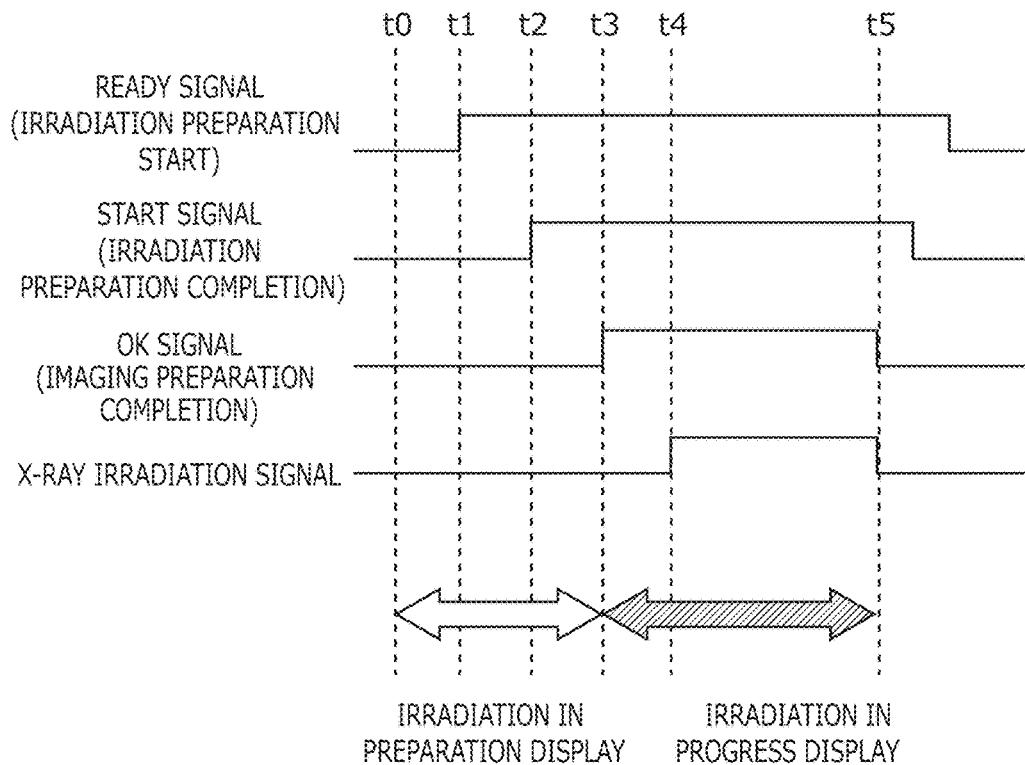 t0 t1 t2 t3 t4 t5
READY SIGNAL
(IRRADIATION PREPARATION
START)
START SIGNAL
(IRRADIATION
PREPARATION COMPLETION)
OK SIGNAL
(IMAGING PREPARATION
COMPLETION)
X-RAY IRRADIATION SIGNAL
IRRADIATION IN
PREPARATION DISPLAY
IRRADIATION IN
PROGRESS DISPLAY